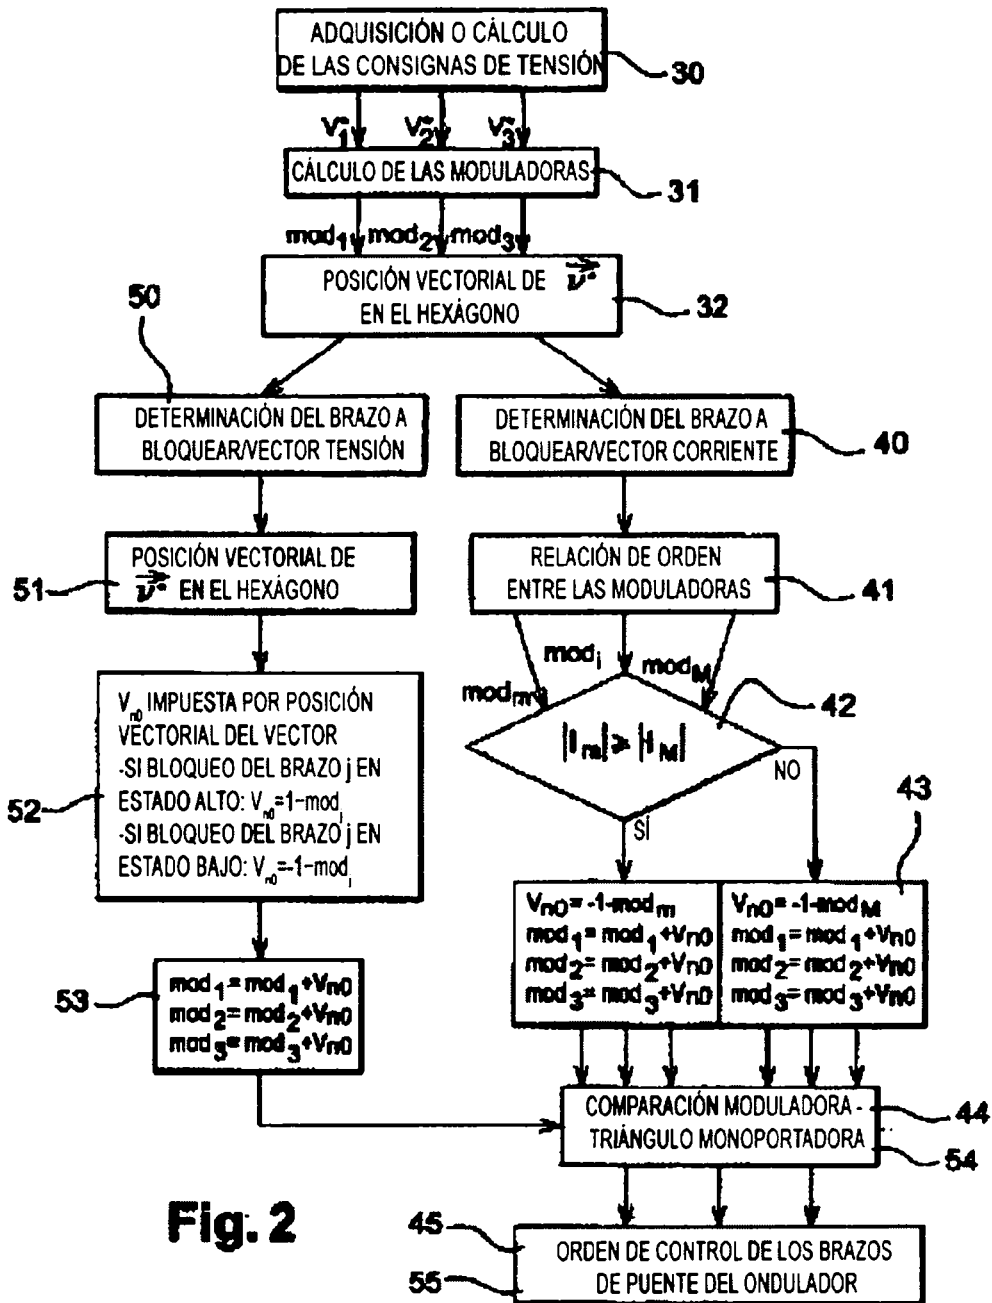 ADQUISICIÓN O CÁLCULO
DE LAS CONSIGNAS DE TENSIÓN
30
V1* V2* V3*
CÁLCULO DE LAS MODULADORAS
31
mod1 mod2 mod3
POSICIÓN VECTORIAL DE v*
EN EL HEXÁGONO
32
50
DETERMINACIÓN DEL BRAZO A
BLOQUEAR/VECTOR TENSIÓN
DETERMINACIÓN DEL BRAZO A
BLOQUEAR/VECTOR CORRIENTE
40
POSICIÓN VECTORIAL DE
v* EN EL HEXÁGONO
51
RELACIÓN DE ORDEN
ENTRE LAS MODULADORAS
41
modm modi modM
42
|Im| ≥ |IM|
NO
SÍ
Vn0 IMPUESTA POR POSICIÓN
VECTORIAL DEL VECTOR
-SI BLOQUEO DEL BRAZO j EN
ESTADO ALTO: Vn0=1-modj
-SI BLOQUEO DEL BRAZO j EN
ESTADO BAJO: Vn0=-1-modj
52
43
Vn0= -1-modm
mod1= mod1+Vn0
mod2= mod2+Vn0
mod3= mod3+Vn0
Vn0= -1-modM
mod1= mod1+Vn0
mod2= mod2+Vn0
mod3= mod3+Vn0
53
mod1= mod1+Vn0
mod2= mod2+Vn0
mod3= mod3+Vn0
COMPARACIÓN MODULADORA -
TRIÁNGULO MONOPORTADORA
44
54
Fig. 2
45
55
ORDEN DE CONTROL DE LOS BRAZOS
DE PUENTE DEL ONDULADOR